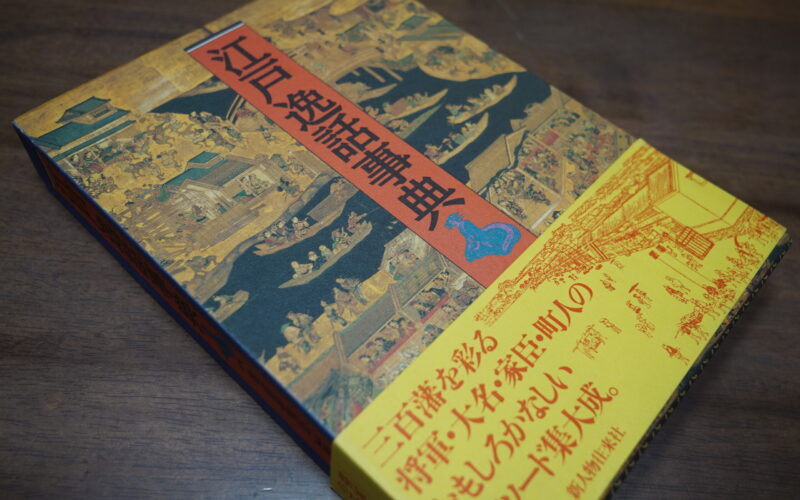 江戸逸話事典
三百藩を彩る
将軍・大名・家臣・町人の
おもしろかなしい
ソード集大成。
新人物往来社